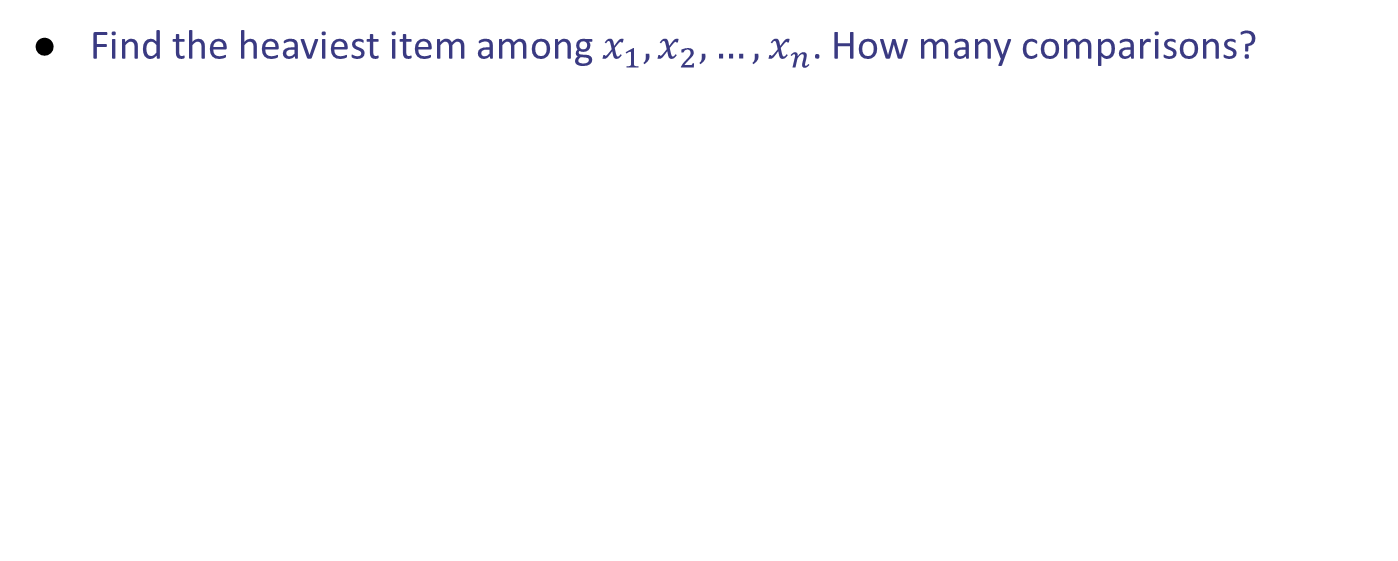 ● Find the heaviest item among 𝑥₁, 𝑥₂, …, 𝑥ₙ. How many comparisons?